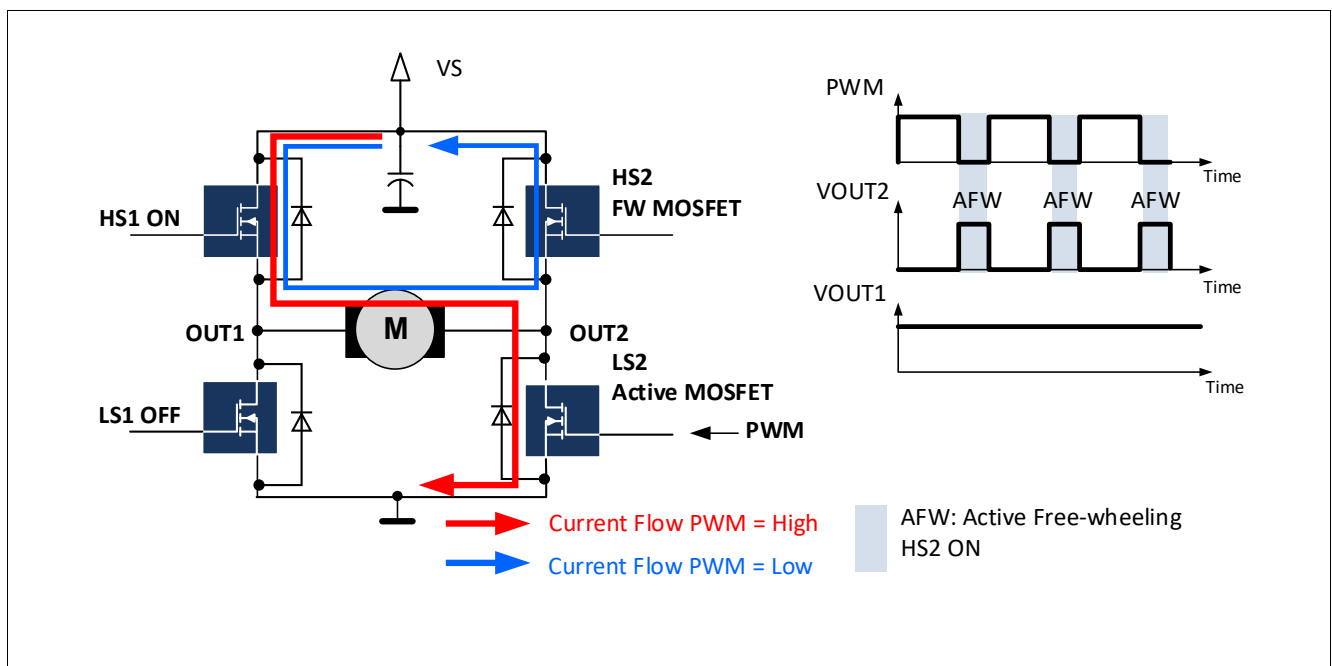 VS
HS1 ON
HS2
FW MOSFET
OUT1
M
OUT2
LS2
Active MOSFET
LS1 OFF
PWM
Current Flow PWM = High
Current Flow PWM = Low
PWM
Time
VOUT2
AFW
AFW
AFW
Time
VOUT1
Time
AFW: Active Free-wheeling
HS2 ON